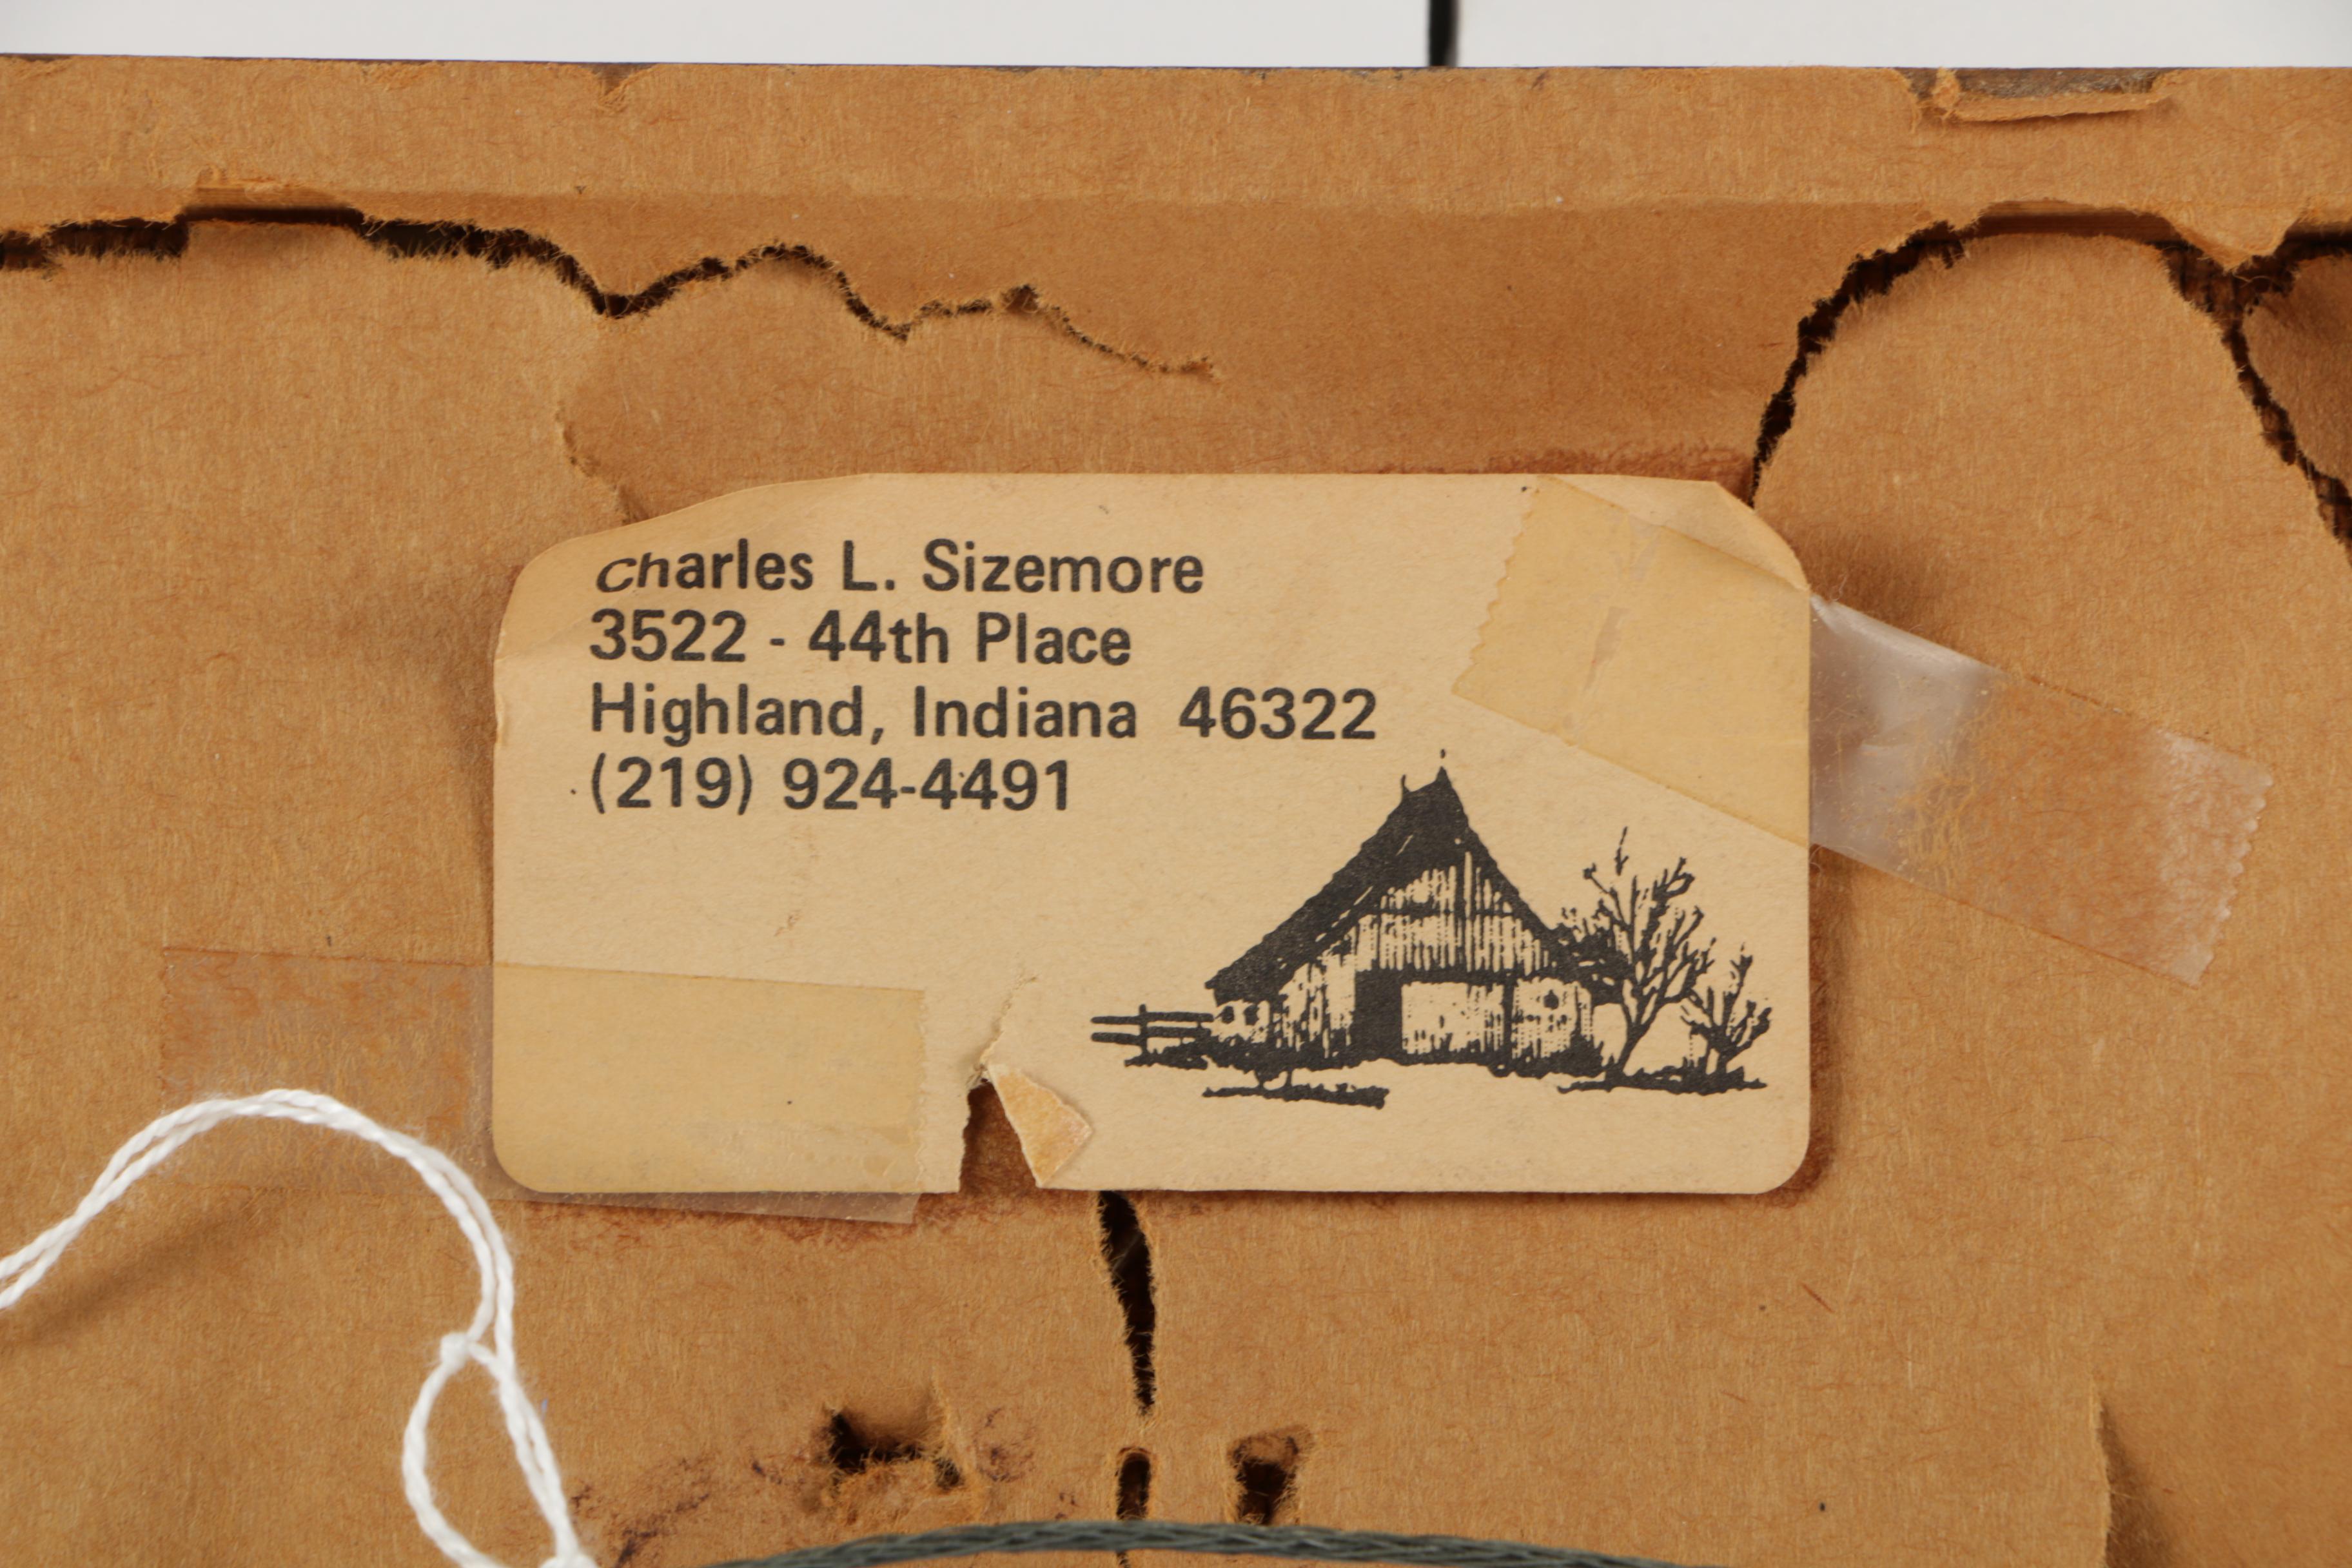 Charles L. Sizemore
3522 - 44th Place
Highland, Indiana 46322
(219) 924-4491